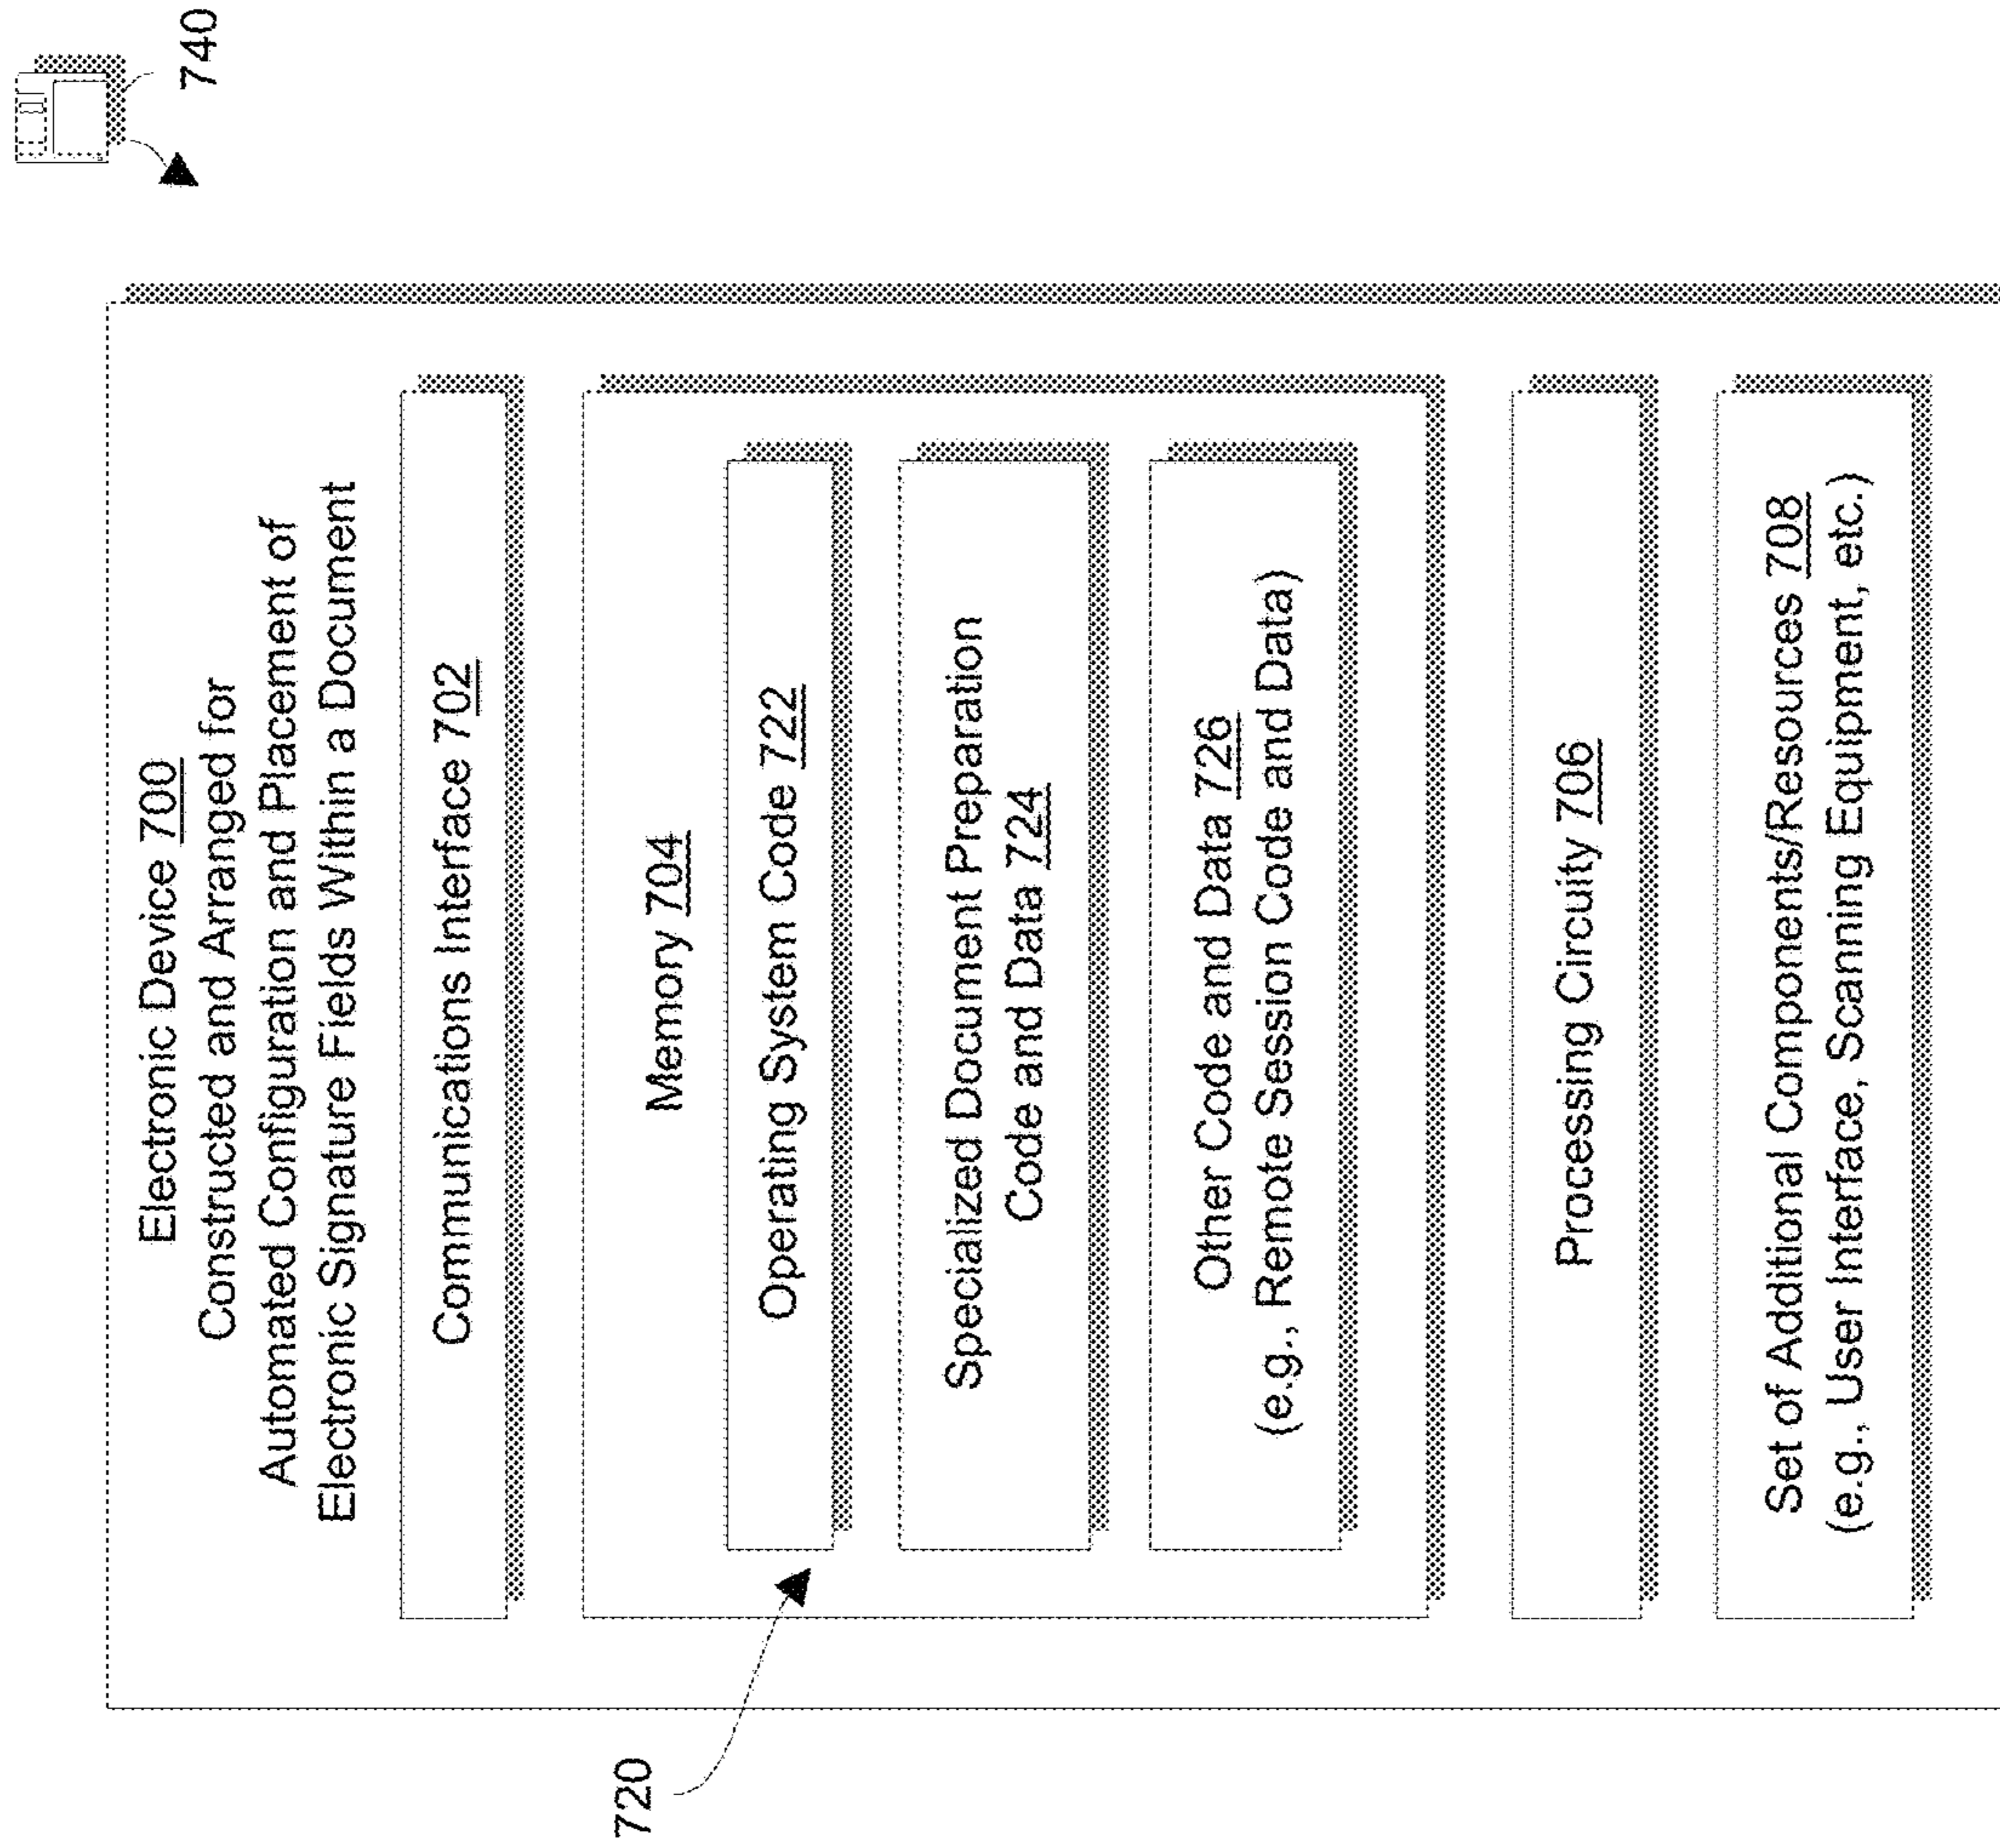 740
Electronic Device 700
Constructed and Arranged for
Automated Configuration and Placement of
Electronic Signature Fields Within a Document
Communications Interface 702
720
Memory 704
Operating System Code 722
Specialized Document Preparation
Code and Data 724
Other Code and Data 726
(e.g., Remote Session Code and Data)
Processing Circuity 706
Set of Additional Components/Resources 708
(e.g., User Interface, Scanning Equipment, etc.)